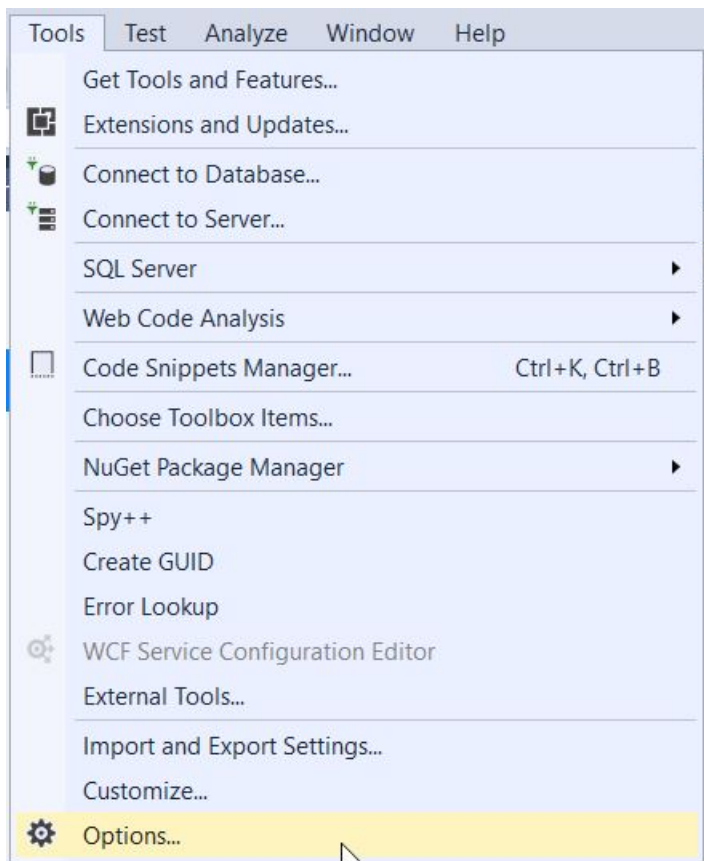 Tools Test Analyze Window Help
Get Tools and Features...
Extensions and Updates...
Connect to Database...
Connect to Server...
SQL Server
Web Code Analysis
Code Snippets Manager... Ctrl+K, Ctrl+B
Choose Toolbox Items...
NuGet Package Manager
Spy++
Create GUID
Error Lookup
WCF Service Configuration Editor
External Tools...
Import and Export Settings...
Customize...
Options...